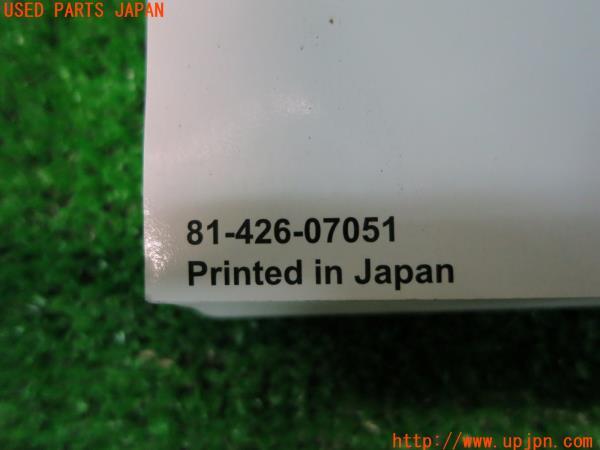 USED PARTS JAPAN
81-426-07051
Printed in Japan
http://www.upjpn.com/